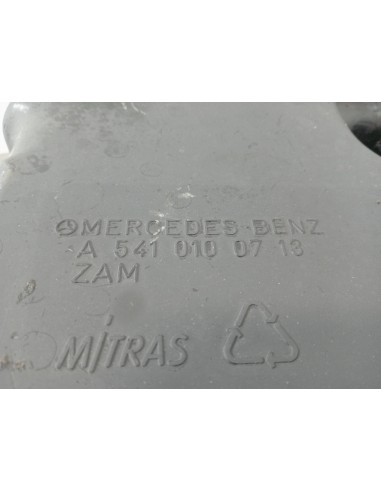 MERCEDES-BENZ
A 541 010 07 13
ZAM
MITRAS